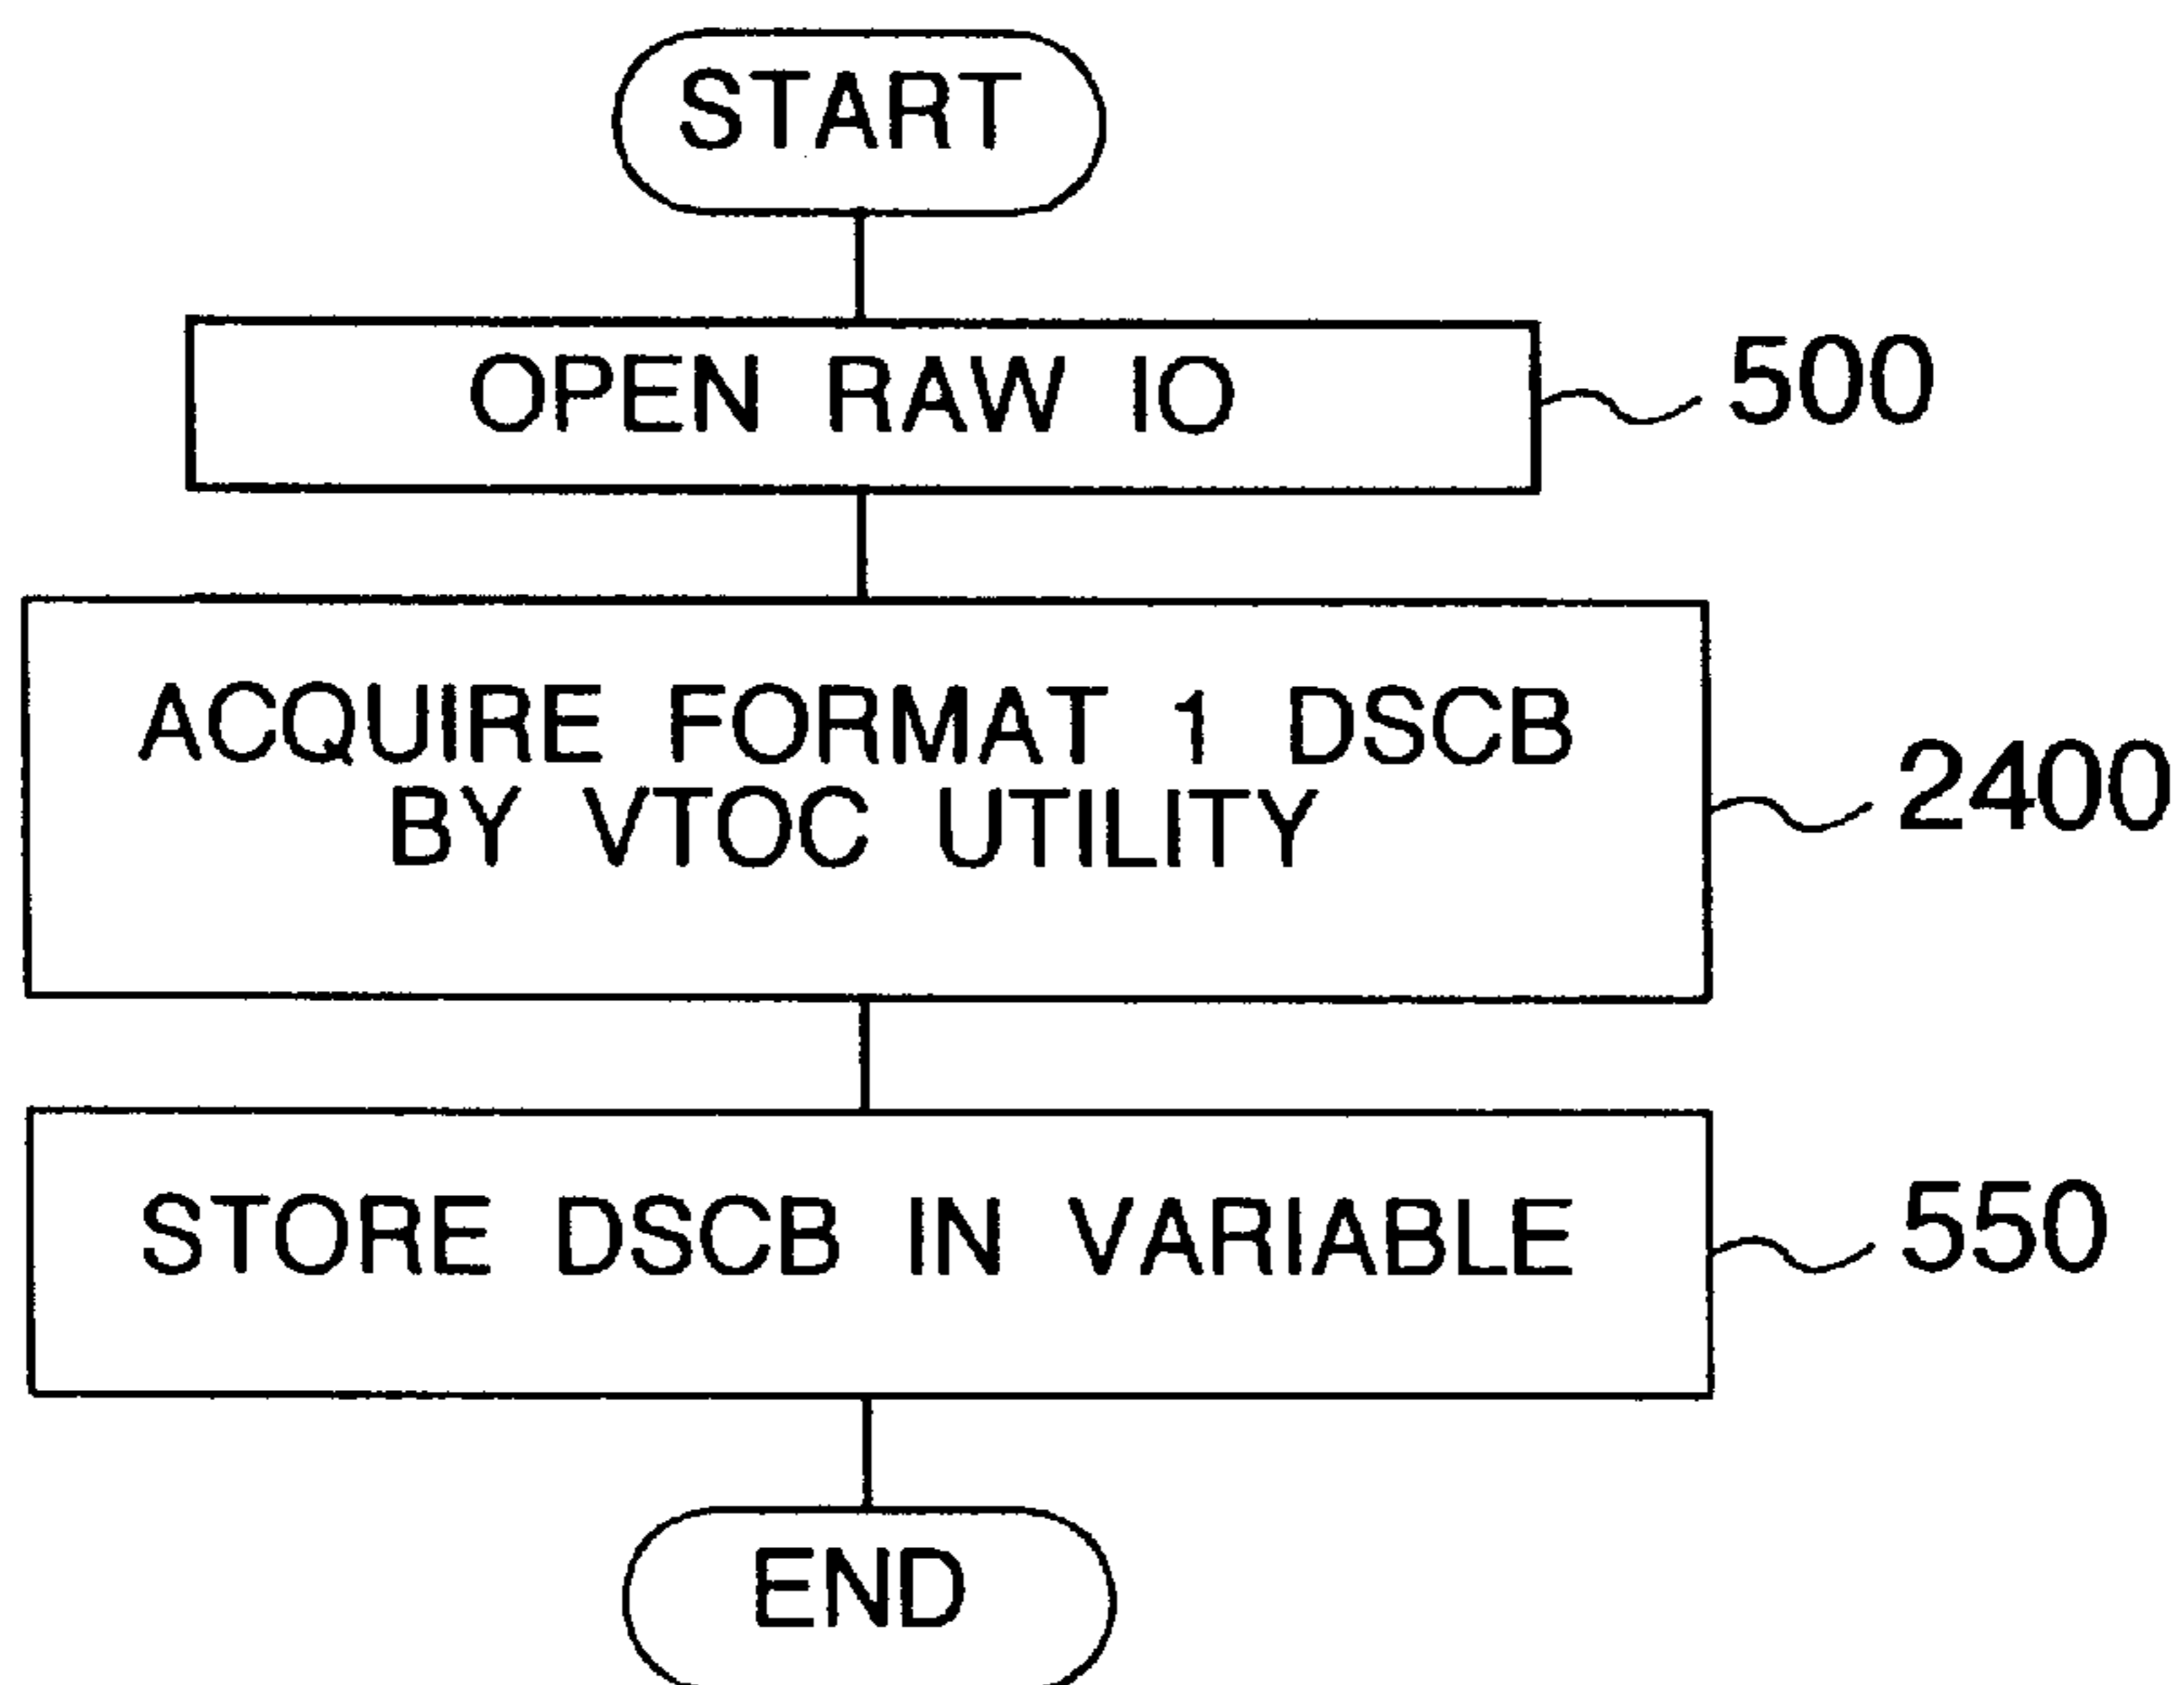 START
OPEN RAW IO
500
ACQUIRE FORMAT 1 DSCB
BY VTOC UTILITY
2400
STORE DSCB IN VARIABLE
550
END